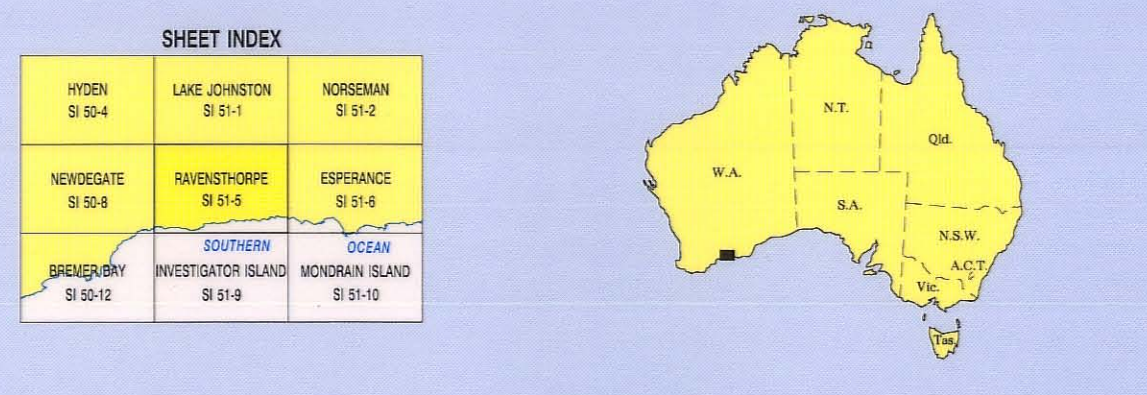 SHEET INDEX
HYDEN
SI 50-4
LAKE JOHNSTON
SI 51-1
NORSEMAN
SI 51-2
NEWDEGATE
SI 50-8
RAVENSTHORPE
SI 51-5
ESPERANCE
SI 51-6
BREMER BAY
SI 50-12
SOUTHERN
INVESTIGATOR ISLAND
SI 51-9
OCEAN
MONDRAIN ISLAND
SI 51-10
N.T.
Qld.
W.A.
S.A.
N.S.W.
A.C.T.
Vic.
Tas.